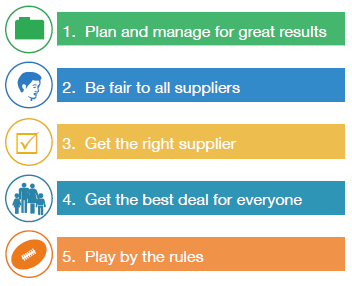 1. Plan and manage for great results
2. Be fair to all suppliers
3. Get the right supplier
4. Get the best deal for everyone
5. Play by the rules